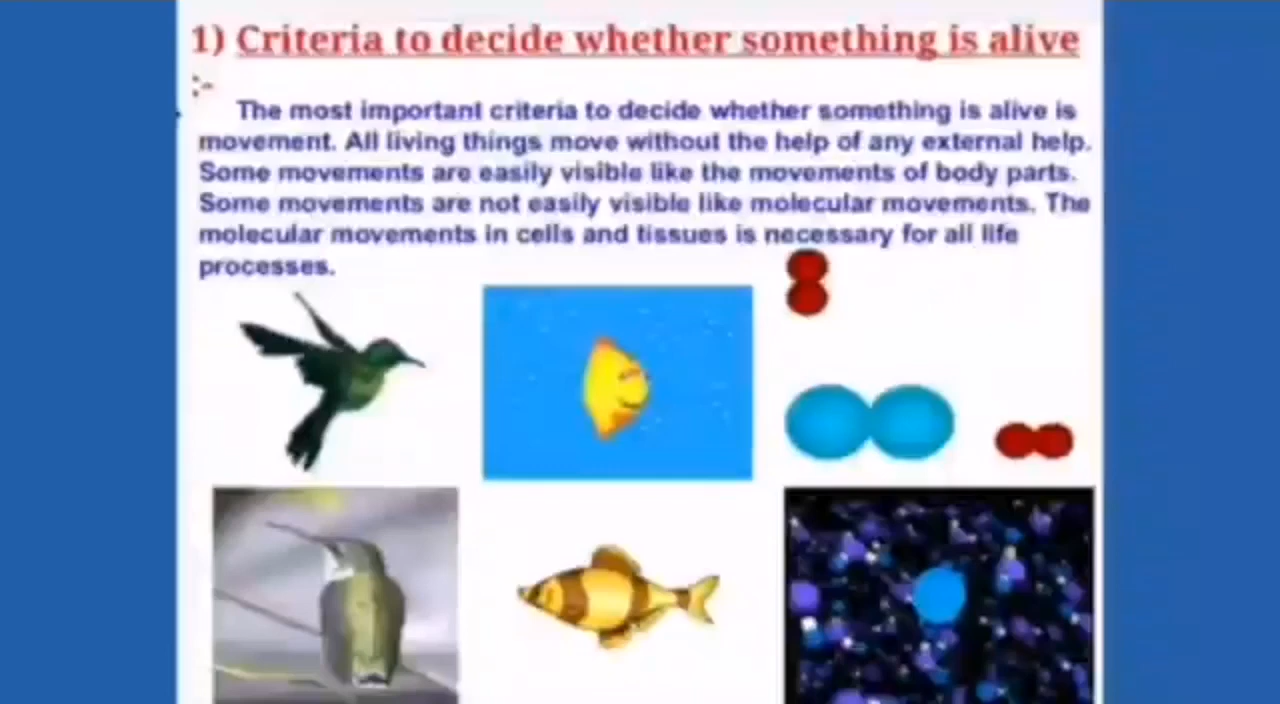 1) Criteria to decide whether something is alive
:-
The most important criteria to decide whether something is alive is
movement. All living things move without the help of any external help.
Some movements are easily visible like the movements of body parts.
Some movements are not easily visible like molecular movements. The
molecular movements in cells and tissues is necessary for all life
processes.